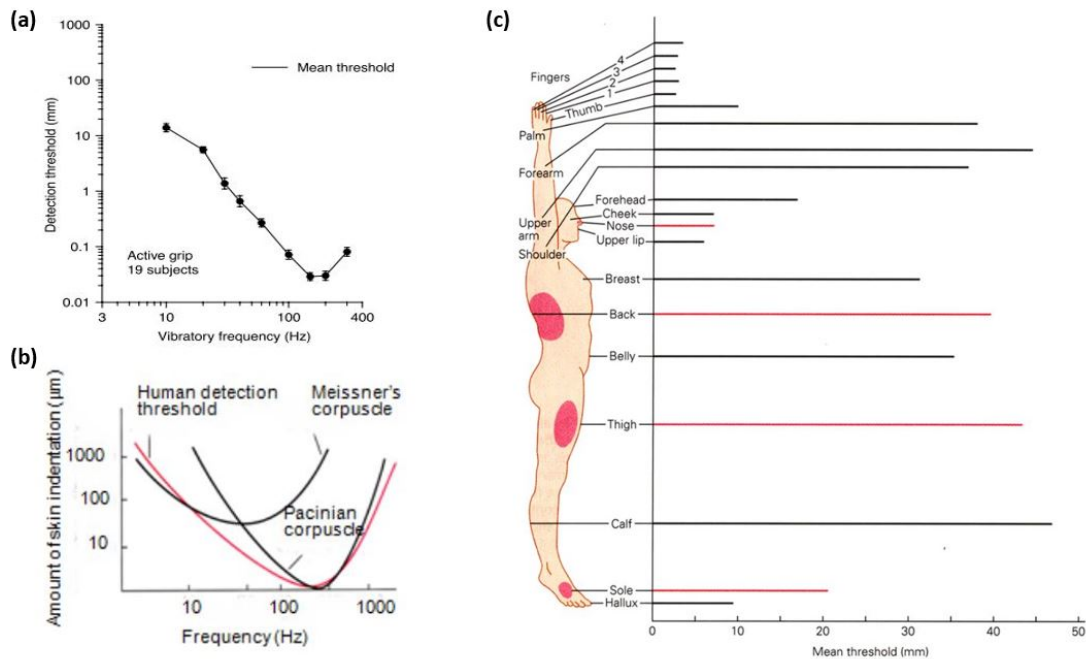 (a)
1000
100
10
1
0.1
0.01
Detection threshold (mm)
Mean threshold
Active grip
19 subjects
3
10
100
400
Vibratory frequency (Hz)
(b)
Amount of skin indentation (µm)
Human detection
threshold
Meissner's
corpuscle
1000
100
10
Pacinian
corpuscle
10
100
1000
Frequency (Hz)
(c)
Fingers
4
3
2
1
Thumb
Palm
Forearm
Upper
arm
Shoulder
Forehead
Cheek
Nose
Upper lip
Breast
Back
Belly
Thigh
Calf
Sole
Hallux
0
10
20
30
40
50
Mean threshold (mm)